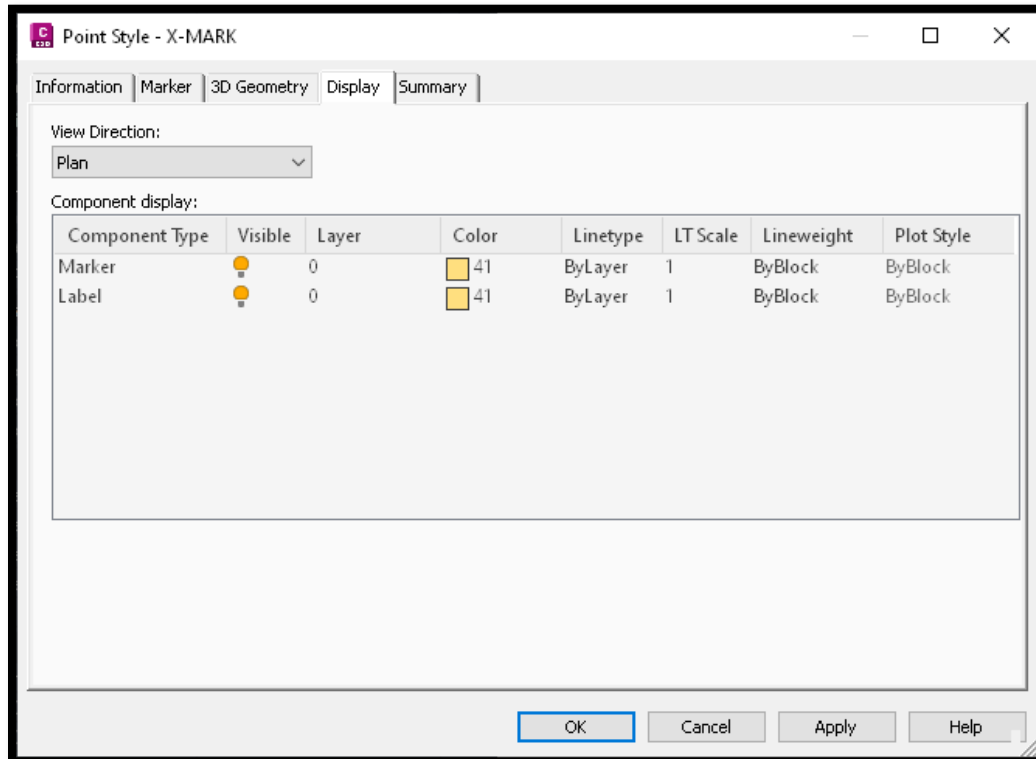 C
C3D
Point Style - X-MARK
Information Marker 3D Geometry Display Summary
View Direction:
Plan
Component display:
Component Type Visible Layer Color Linetype LT Scale Lineweight Plot Style
Marker 0 41 ByLayer 1 ByBlock ByBlock
Label 0 41 ByLayer 1 ByBlock ByBlock
OK Cancel Apply Help